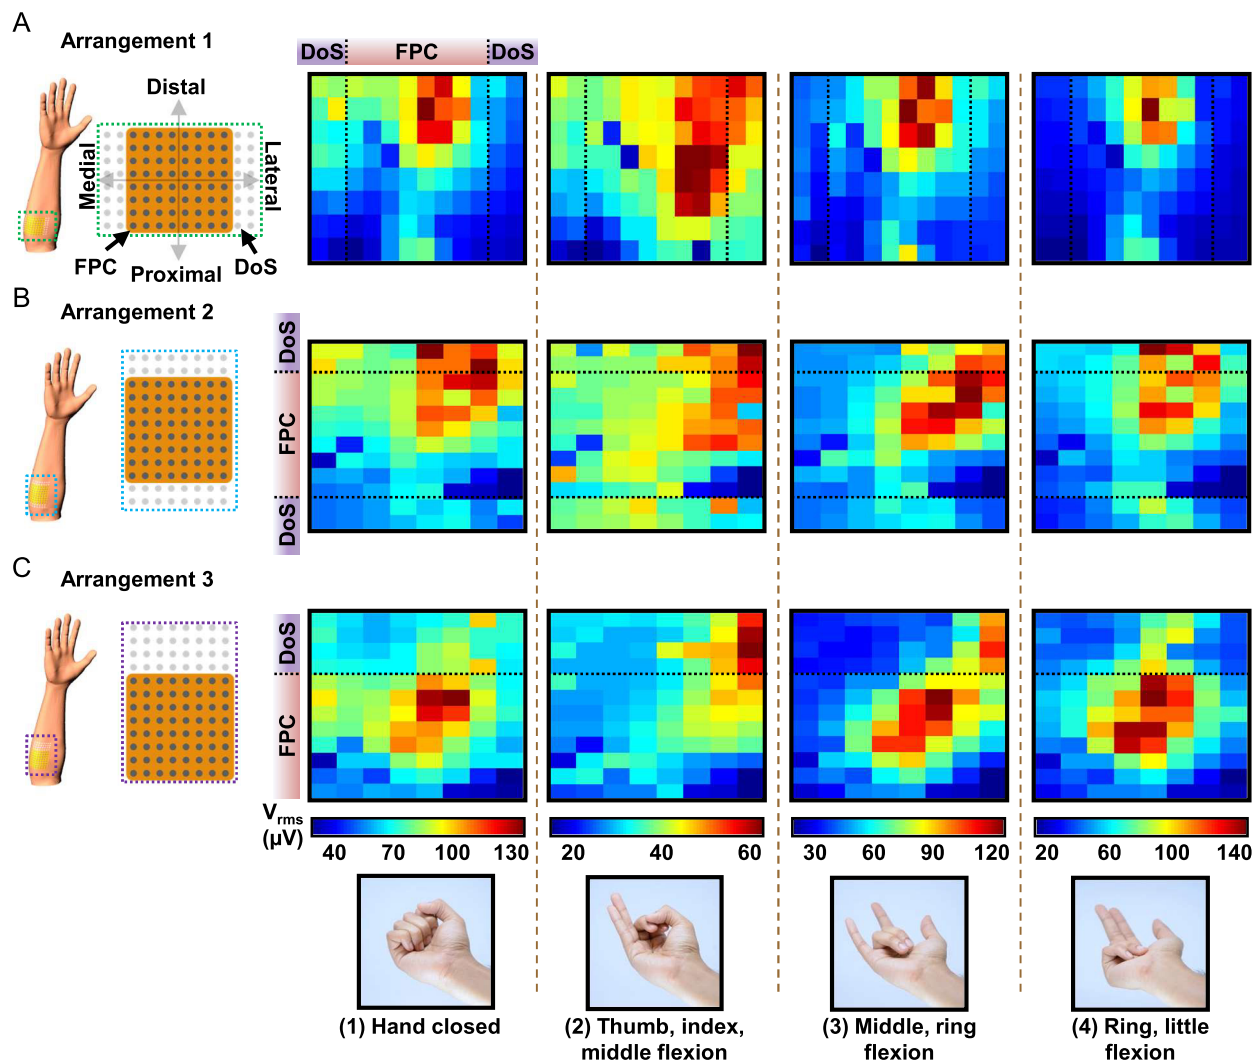 A
Arrangement 1
DoS FPC DoS
Distal
Medial
Lateral
FPC
Proximal
DoS
B
Arrangement 2
DoS
FPC
DoS
C
Arrangement 3
DoS
FPC
Vrms
(µV)
40 70 100 130
20 40 60
30 60 90 120
20 60 100 140
(1) Hand closed
(2) Thumb, index,
middle flexion
(3) Middle, ring
flexion
(4) Ring, little
flexion